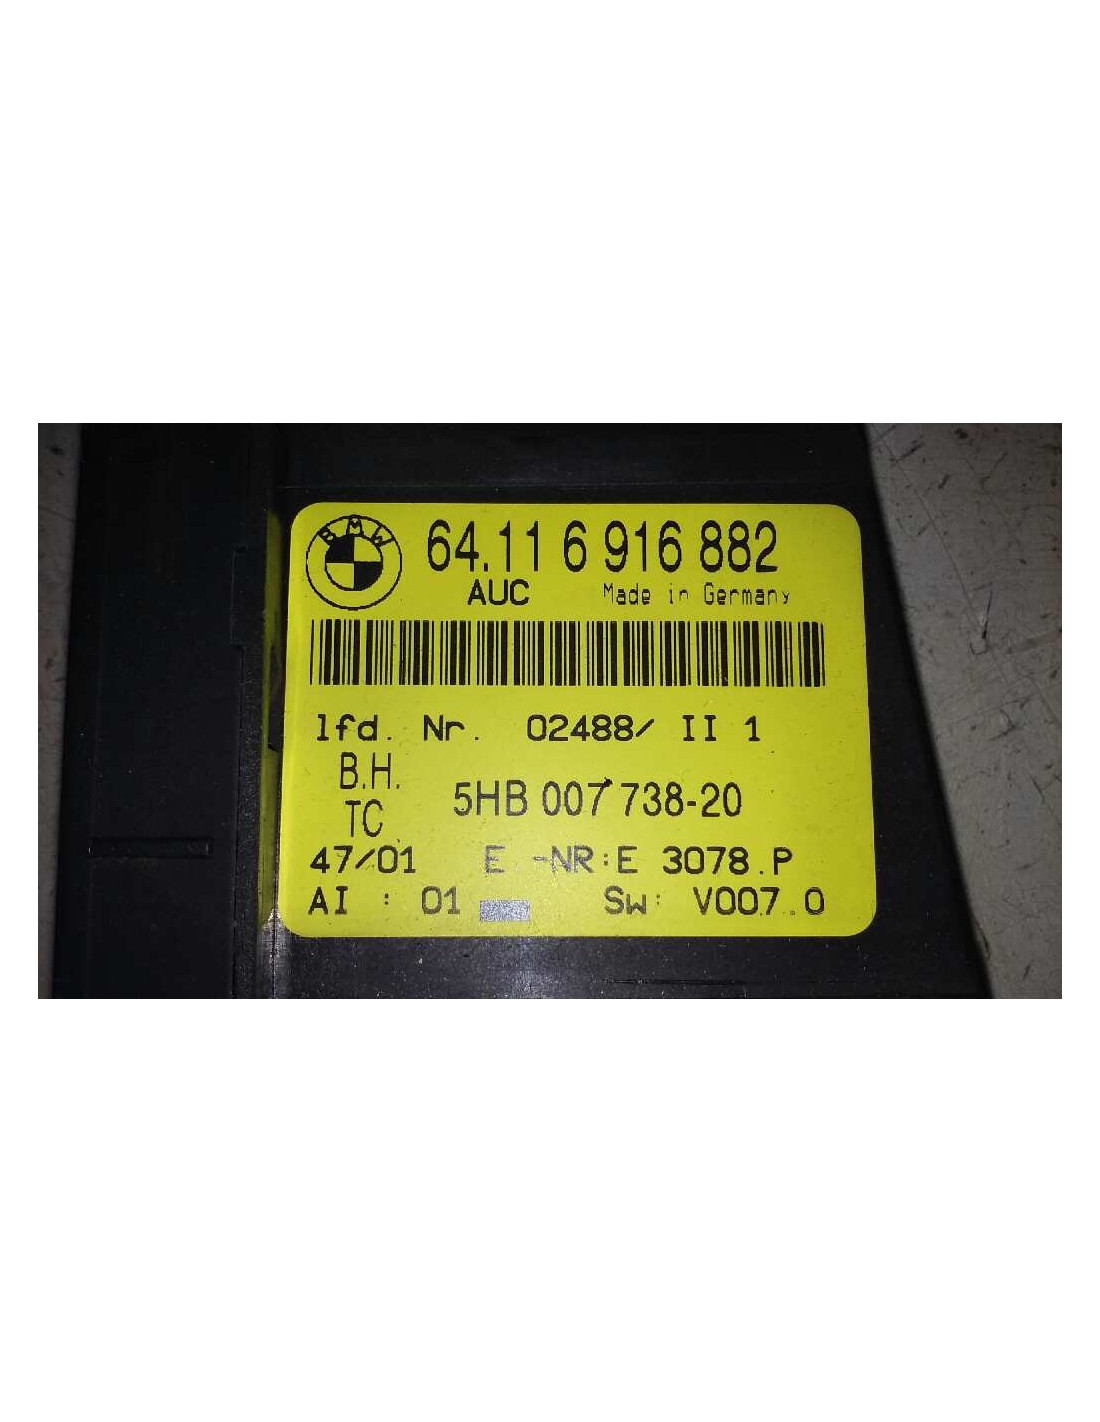 BMW
64.11 6 916 882
AUC Made in Germany
lfd. Nr. 02488/ II 1
B.H.
TC 5HB 007 738-20
47/01 E -NR:E 3078.P
AI : 01 Sw: V007.0